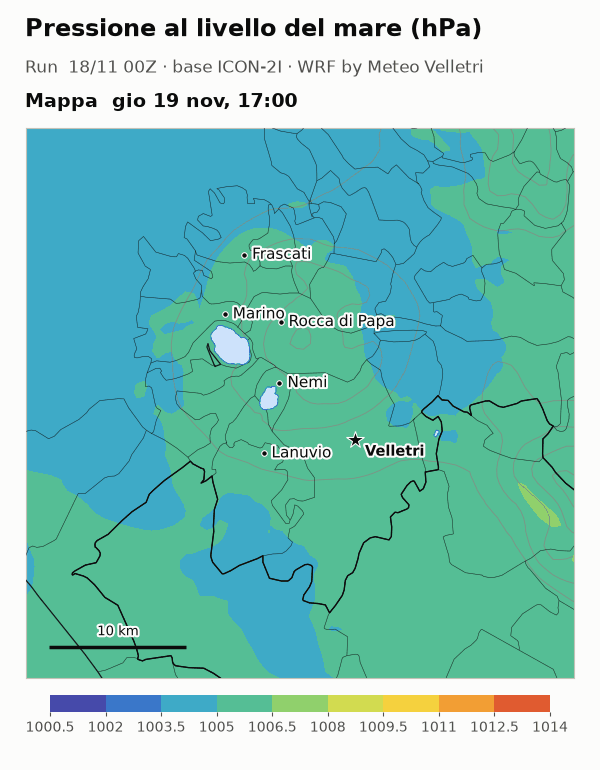 Pressione al livello del mare (hPa)
Run  18/11 00Z · base ICON-2I · WRF by Meteo Velletri
Mappa  gio 19 nov, 17:00
Frascati
Marino
Rocca di Papa
Nemi
Velletri
Lanuvio
10 km
1000.5 1002 1003.5 1005 1006.5 1008 1009.5 1011 1012.5 1014